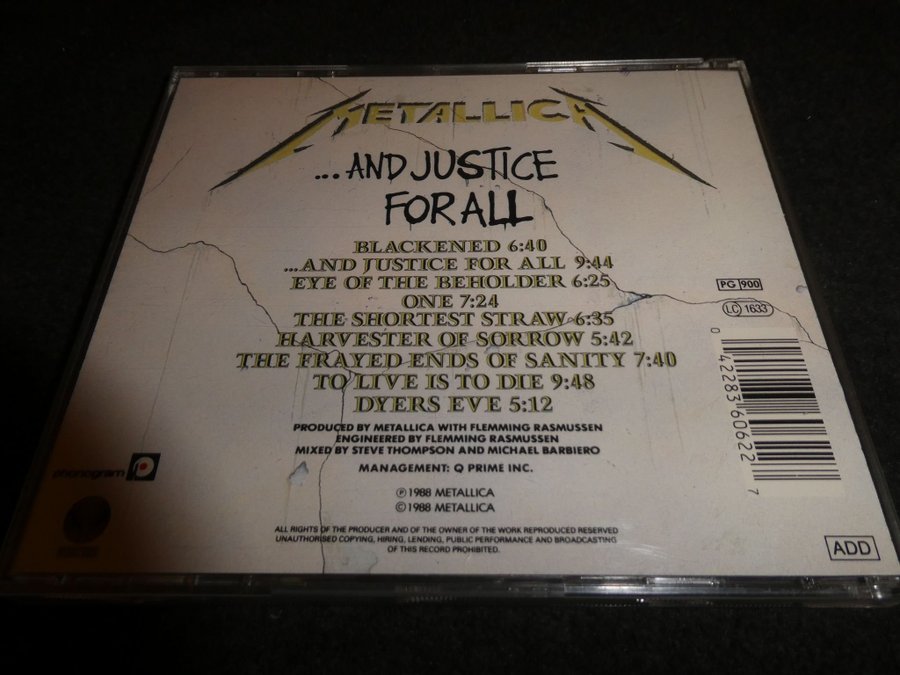 METALLICA
...AND JUSTICE
FOR ALL
BLACKENED 6:40
...AND JUSTICE FOR ALL 9:44
EYE OF THE BEHOLDER 6:25
ONE 7:24
THE SHORTEST STRAW 6:35
HARVESTER OF SORROW 5:42
THE FRAYED ENDS OF SANITY 7:40
TO LIVE IS TO DIE 9:48
DYERS EVE 5:12
PRODUCED BY METALLICA WITH FLEMMING RASMUSSEN
ENGINEERED BY FLEMMING RASMUSSEN
MIXED BY STEVE THOMPSON AND MICHAEL BARBIERO
MANAGEMENT: Q PRIME INC.
℗ 1988 METALLICA
© 1988 METALLICA
ALL RIGHTS OF THE PRODUCER AND OF THE OWNER OF THE WORK REPRODUCED RESERVED
UNAUTHORISED COPYING, HIRING, LENDING, PUBLIC PERFORMANCE AND BROADCASTING
OF THIS RECORD PROHIBITED.
phonogram
PG 900
LC 1633
0 42283 60622 7
ADD